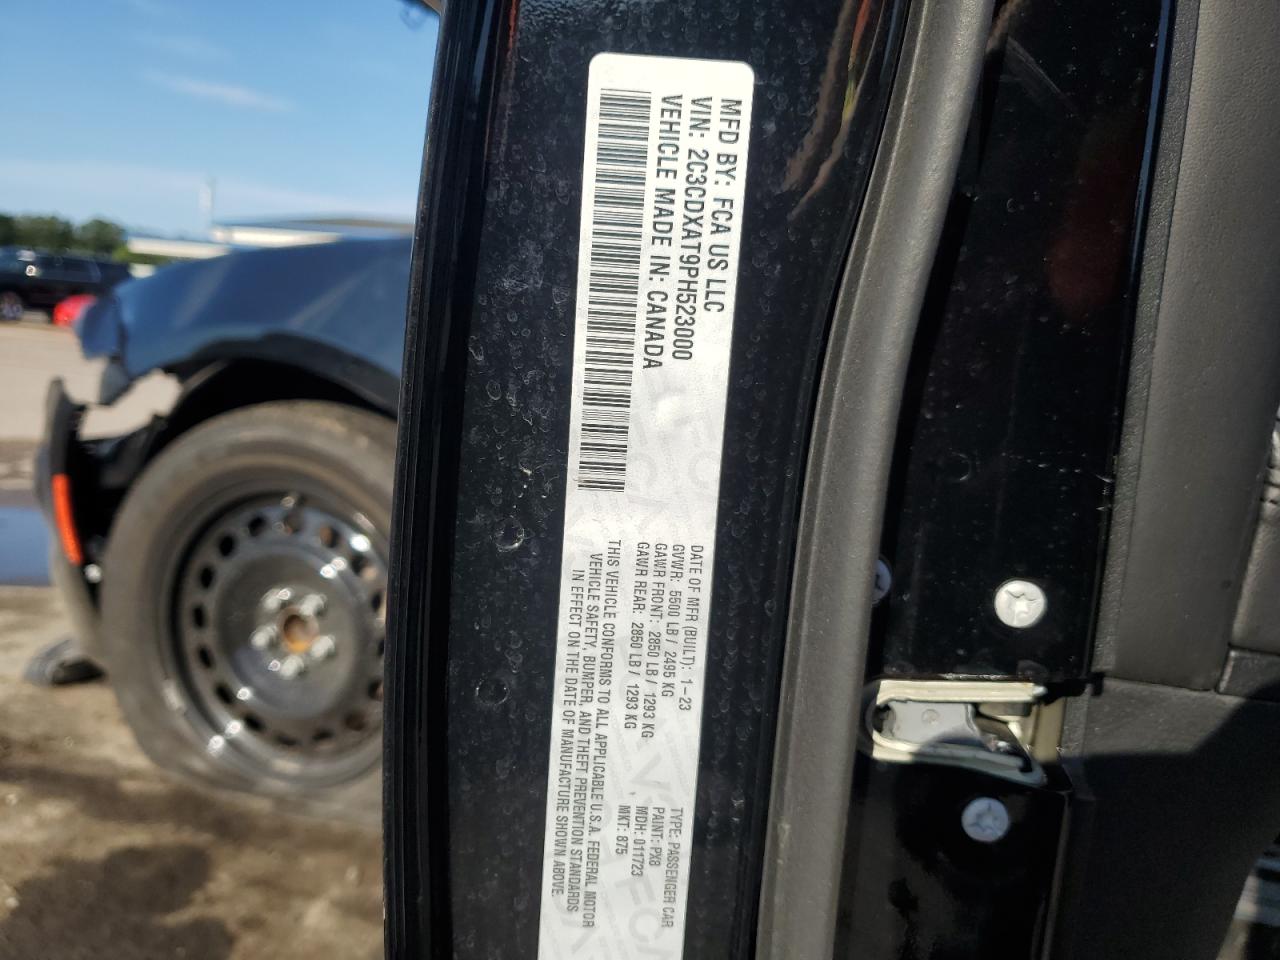 MFD BY: FCA US LLC
VIN: 2C3CDXAT9PH523000
VEHICLE MADE IN: CANADA
DATE OF MFR (BUILT): 1-23
GVWR: 5500 LB / 2495 KG
GAWR FRONT: 2850 LB / 1293 KG
GAWR REAR: 2850 LB / 1293 KG
THIS VEHICLE CONFORMS TO ALL APPLICABLE U.S.A. FEDERAL MOTOR
VEHICLE SAFETY, BUMPER, AND THEFT PREVENTION STANDARDS
IN EFFECT ON THE DATE OF MANUFACTURE SHOWN ABOVE.
TYPE: PASSENGER CAR
PAINT: PX8
MDH: 011723
MKT: 875